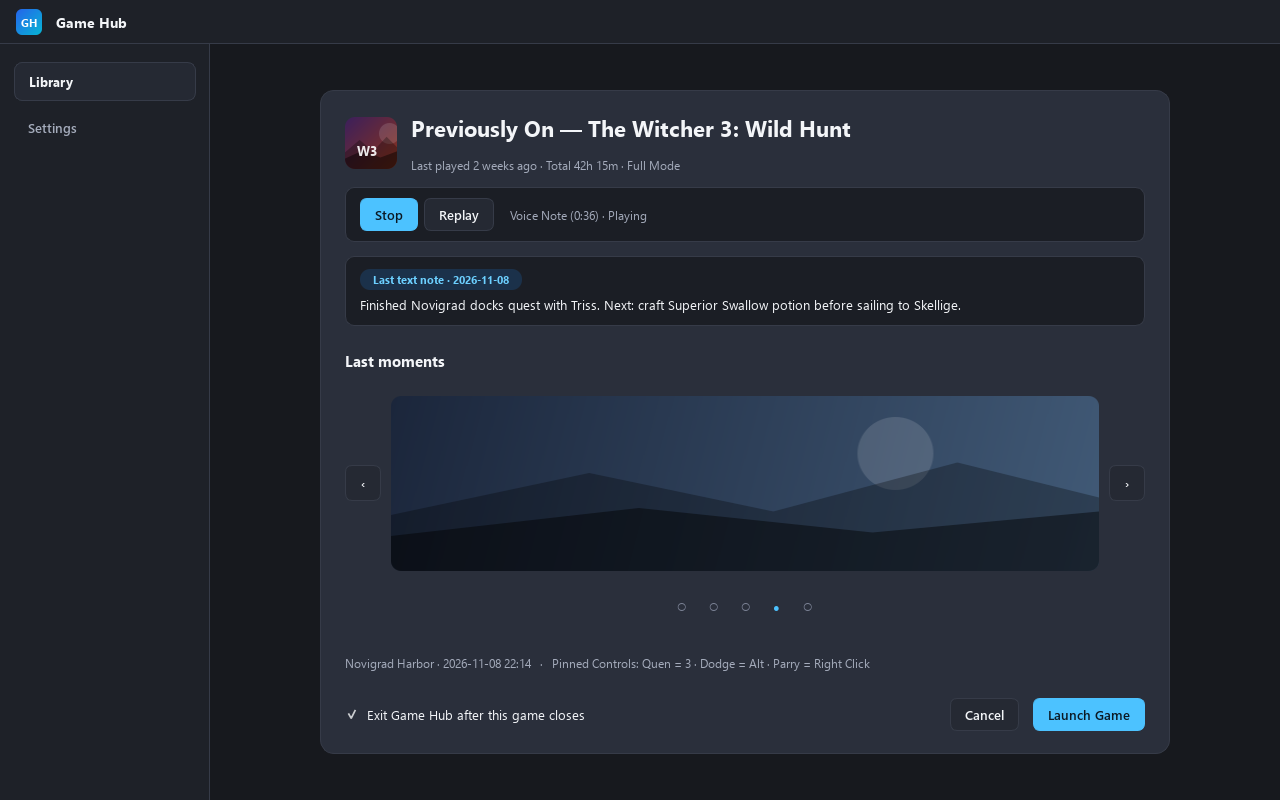 GH Game Hub
Library
Settings
W3
Previously On — The Witcher 3: Wild Hunt
Last played 2 weeks ago · Total 42h 15m · Full Mode
Stop Replay Voice Note (0:36) · Playing
Last text note · 2026-11-08
Finished Novigrad docks quest with Triss. Next: craft Superior Swallow potion before sailing to Skellige.
Last moments
‹ ›
Novigrad Harbor · 2026-11-08 22:14 · Pinned Controls: Quen = 3 · Dodge = Alt · Parry = Right Click
✓ Exit Game Hub after this game closes Cancel Launch Game